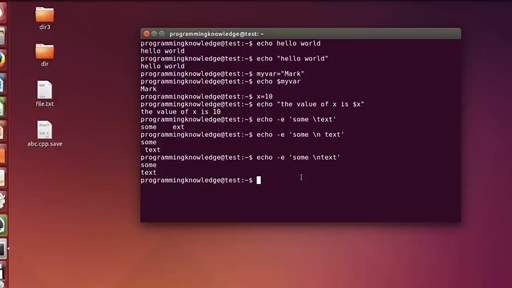 dir3
dir
file.txt
abc.cpp.save
programmingknowledge@test: ~
programmingknowledge@test:~$ echo hello world
hello world
programmingknowledge@test:~$ echo "hello world"
hello world
programmingknowledge@test:~$ myvar="Mark"
programmingknowledge@test:~$ echo $myvar
Mark
programmingknowledge@test:~$ x=10
programmingknowledge@test:~$ echo "the value of x is $x"
the value of x is 10
programmingknowledge@test:~$ echo -e 'some \text'
some    ext
programmingknowledge@test:~$ echo -e 'some \n text'
some
 text
programmingknowledge@test:~$ echo -e 'some \ntext'
some
text
programmingknowledge@test:~$